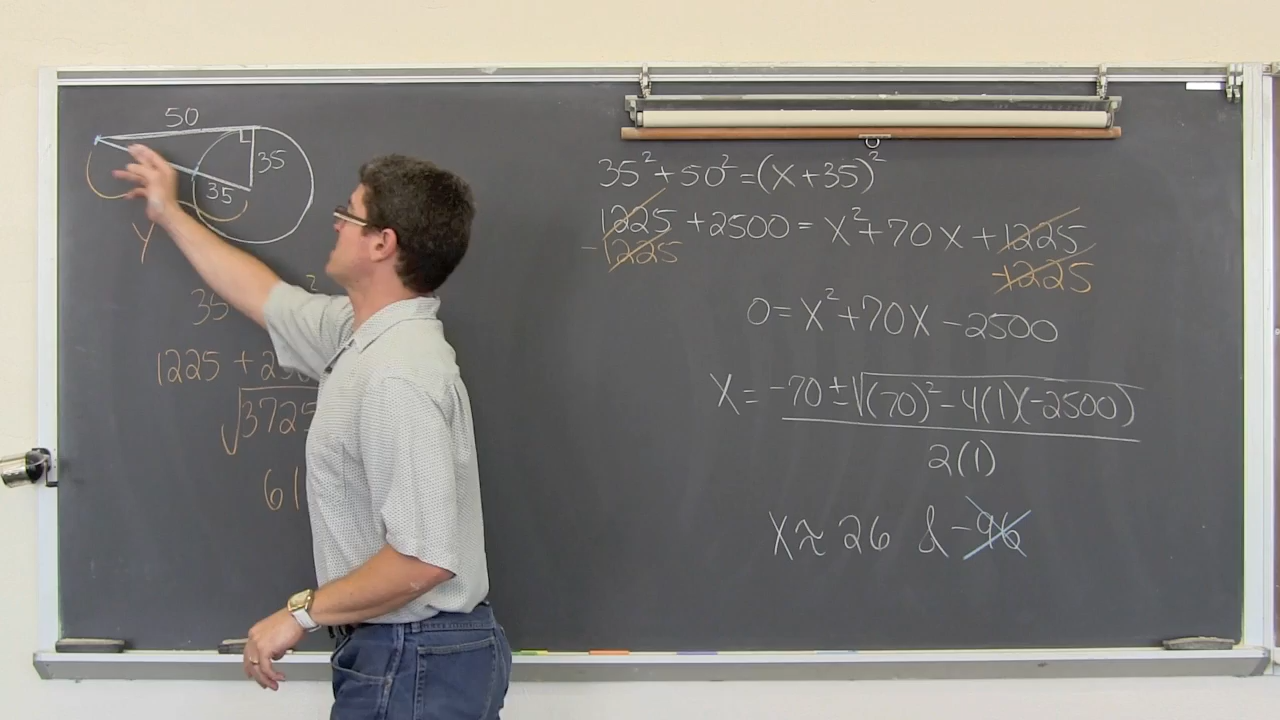 50
35
35
Y
35 2
1225 + 2
√3725
61
35² + 50² = (X + 35)²
1225 + 2500 = X² + 70X + 1225
-1225 -1225
0 = X² + 70X - 2500
X = -70 ± √(70)² - 4(1)(-2500)
2(1)
X ≈ 26 & -96